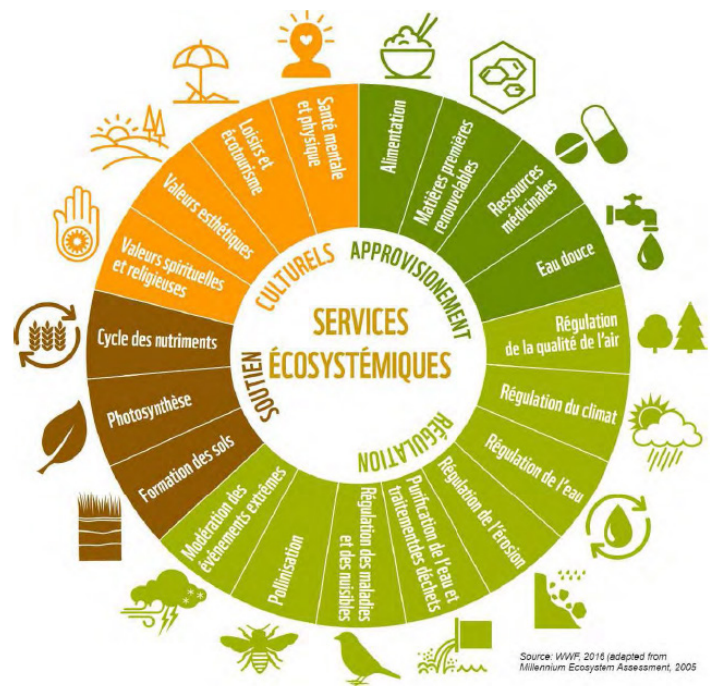 SERVICES
ÉCOSYSTÉMIQUES
CULTURELS
APPROVISIONEMENT
RÉGULATION
SOUTIEN
Alimentation
Matières premières
renouvelables
Ressources
médicinales
Eau douce
Régulation
de la qualité de l'air
Régulation du climat
Régulation de l'eau
Régulation de l'érosion
Purification de l'eau et
traitementdes déchets
Régulation des maladies
et des nuisibles
Pollinisation
Modération des
événements extrêmes
Formation des sols
Photosynthèse
Cycle des nutriments
Valeurs spirituelles
et religieuses
Valeurs esthétiques
Loisirs et
écotourisme
Santé mentale
et physique
Source: WWF, 2016 (adapted from
Millennium Ecosystem Assessment, 2005